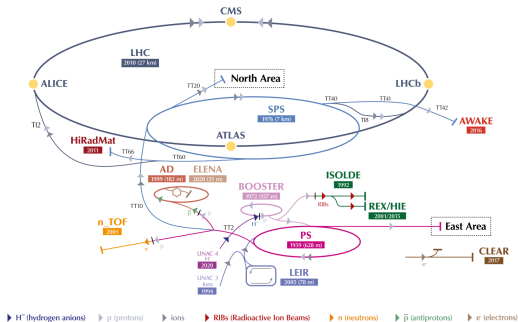 CMS
LHC
2010 (27 km)
TT20
North Area
ALICE
LHCb
TT40
TT41
SPS
1976 (7 km)
TT42
TI2
TI8
AWAKE
2016
HiRadMat
2011
ATLAS
TT66
TT60
AD
ELENA
1999 (182 m)
2020 (31 m)
ISOLDE
1992
BOOSTER
1972 (157 m)
RIBs
REX/HIE
2001/2015
TT10
p̄
p
H⁻
n_TOF
2001
n
p
TT2
East Area
PS
1959 (628 m)
LINAC 4
H⁻
2020
LINAC 3
Ions
1994
LEIR
2005 (78 m)
CLEAR
2017
e⁻
H⁻ (hydrogen anions)
p (protons)
ions
RIBs (Radioactive Ion Beams)
n (neutrons)
p̄ (antiprotons)
e⁻ (electrons)